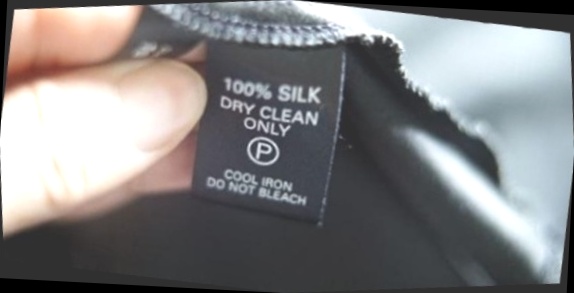 100% SILK
DRY CLEAN
ONLY
P
COOL IRON
DO NOT BLEACH